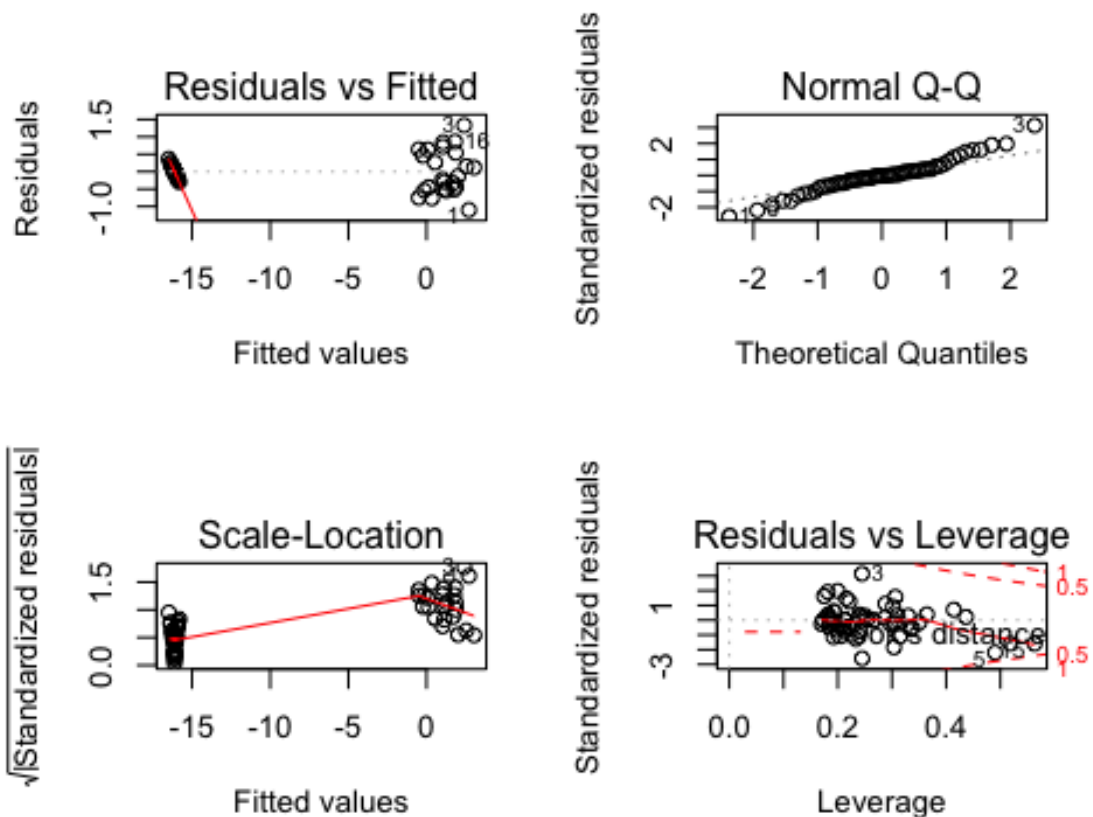 Residuals vs Fitted
Residuals
1.5
-1.0
3
16
1
-15 -10 -5 0
Fitted values
Normal Q-Q
Standardized residuals
2
-2
3
1
-2 -1 0 1 2
Theoretical Quantiles
Scale-Location
√|Standardized residuals|
1.5
0.0
3
-15 -10 -5 0
Fitted values
Residuals vs Leverage
Standardized residuals
1
-3
3
distance
5
15
1
0.5
0.5
1
0.0 0.2 0.4
Leverage